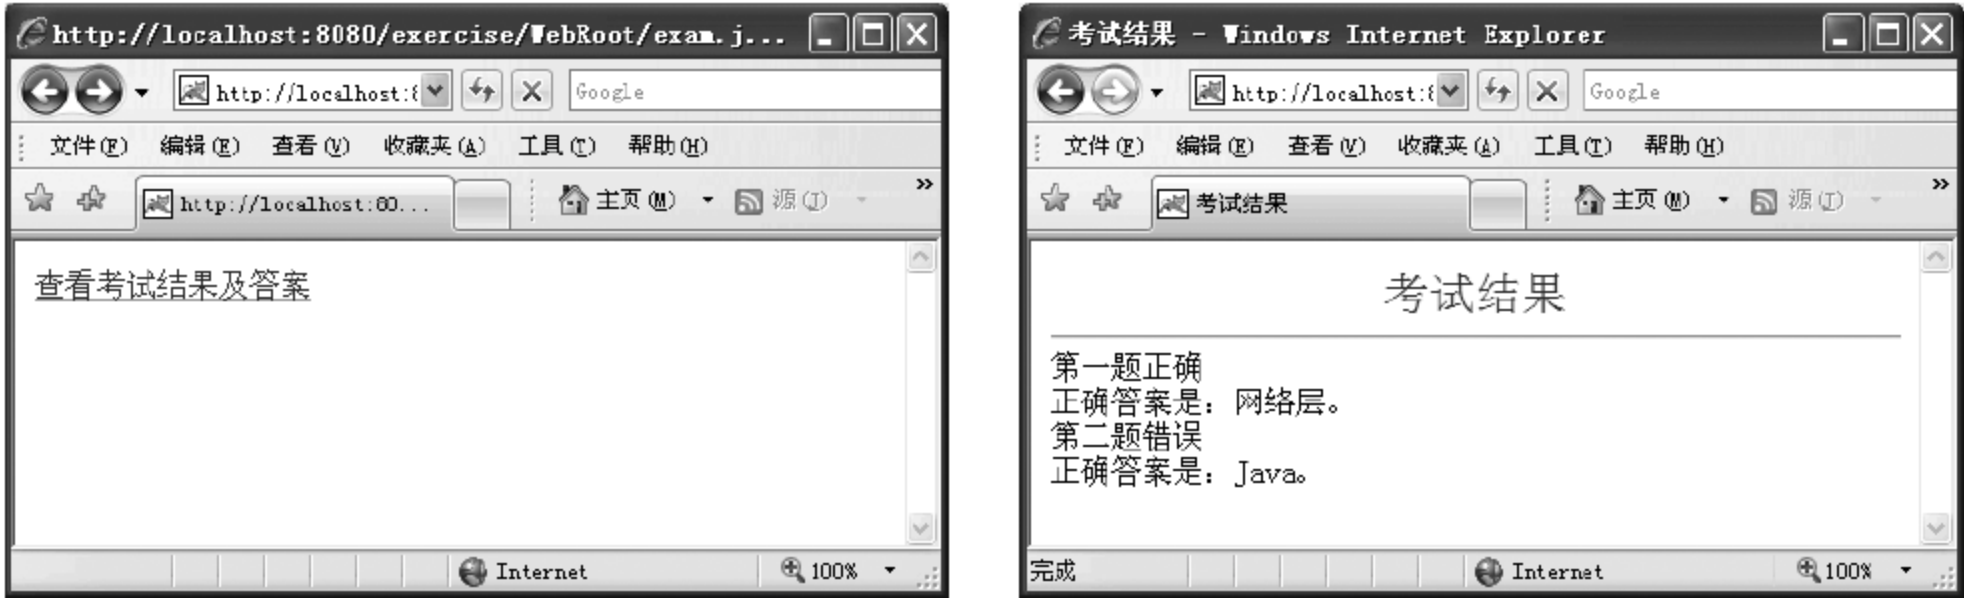 http://localhost:8080/exercise/WebRoot/exam.j...
http://localhost:8
Google
文件(F) 编辑(E) 查看(V) 收藏夹(A) 工具(T) 帮助(H)
http://localhost:80... 主页(M) 源(J)
查看考试结果及答案
Internet 100%
考试结果 - Windows Internet Explorer
http://localhost:8
Google
文件(F) 编辑(E) 查看(V) 收藏夹(A) 工具(T) 帮助(H)
考试结果 主页(M) 源(J)
考试结果
第一题正确
正确答案是：网络层。
第二题错误
正确答案是：Java。
完成 Internet 100%